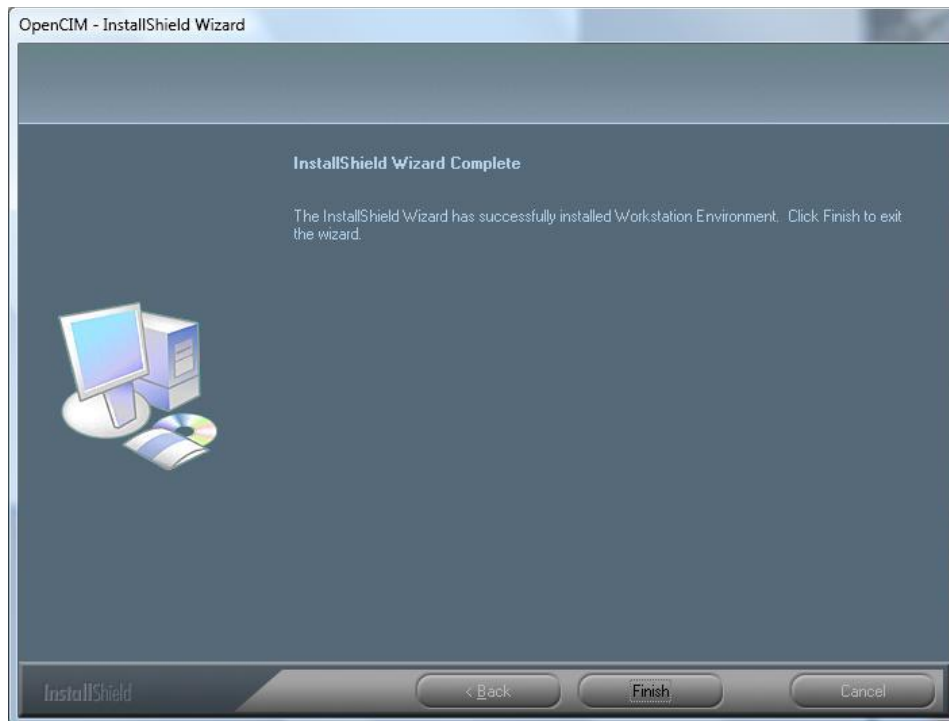 OpenCIM - InstallShield Wizard
InstallShield Wizard Complete
The InstallShield Wizard has successfully installed Workstation Environment. Click Finish to exit
the wizard.
InstallShield
< Back
Finish
Cancel